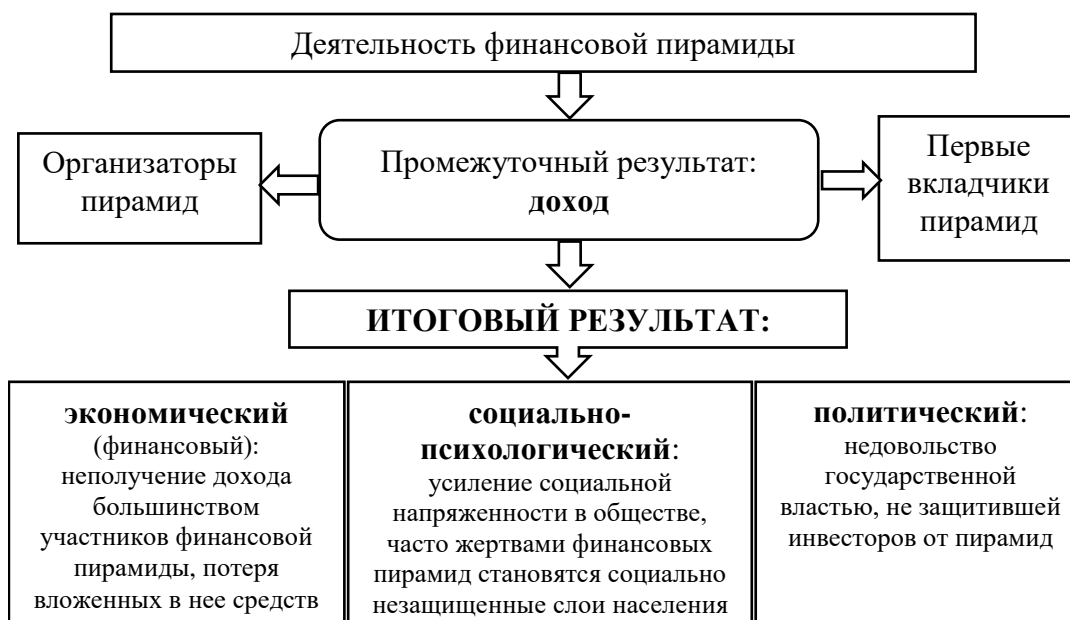 Деятельность финансовой пирамиды
Организаторы
пирамид
Промежуточный результат:
доход
Первые
вкладчики
пирамид
ИТОГОВЫЙ РЕЗУЛЬТАТ:
экономический
(финансовый):
неполучение дохода
большинством
участников финансовой
пирамиды, потеря
вложенных в нее средств
социально-
психологический:
усиление социальной
напряженности в обществе,
часто жертвами финансовых
пирамид становятся социально
незащищенные слои населения
политический:
недовольство
государственной
властью, не защитившей
инвесторов от пирамид